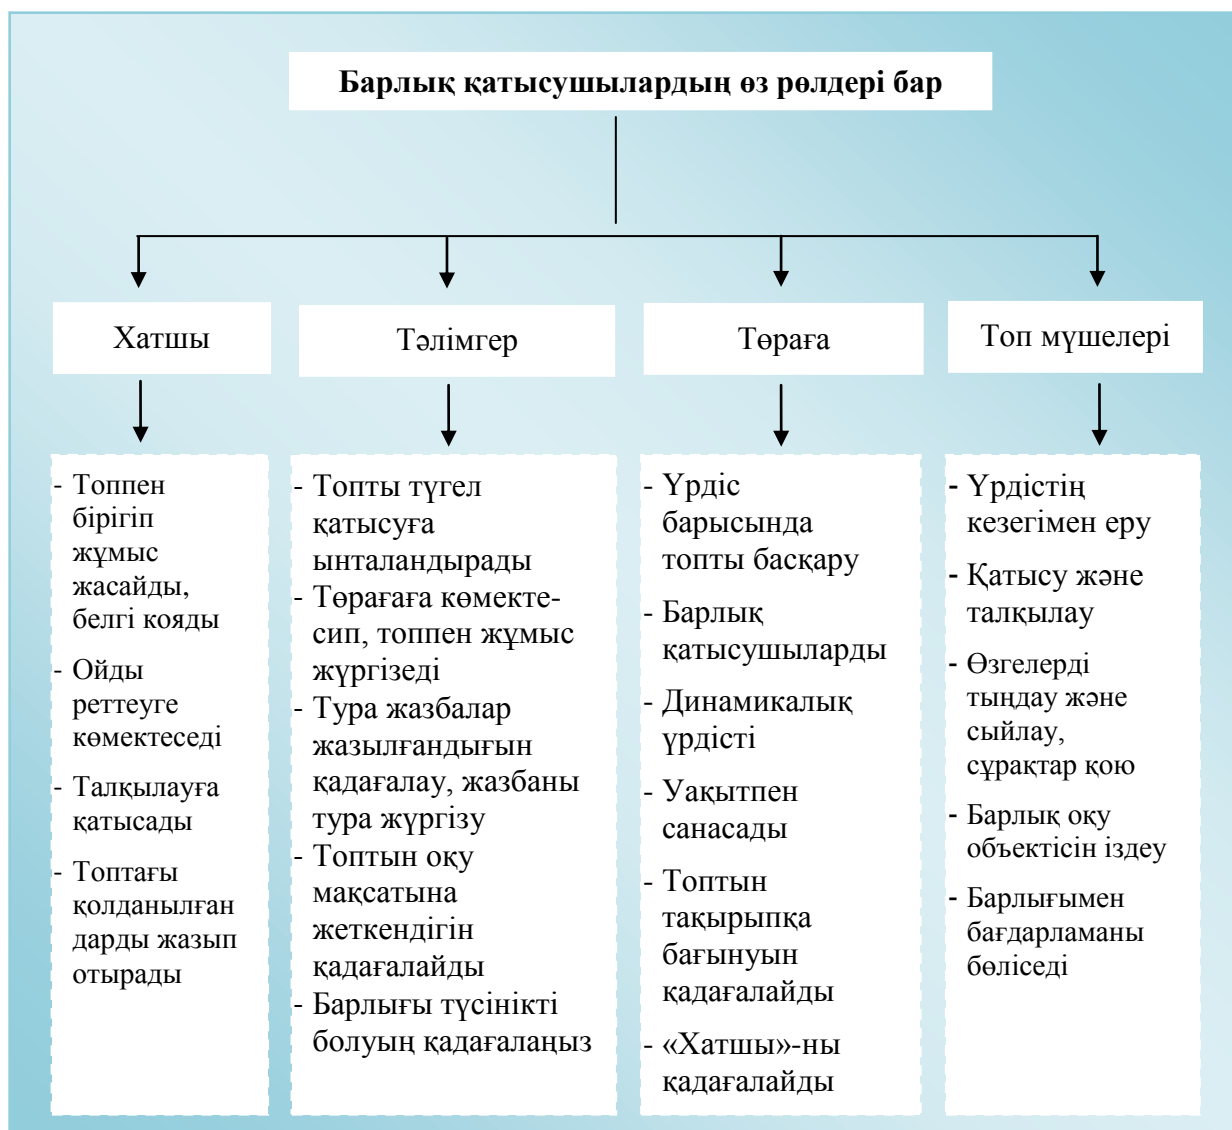 Барлық қатысушылардың өз рөлдері бар
Хатшы
Тәлімгер
Төраға
Топ мүшелері
- Топпен
бірігіп
жұмыс
жасайды,
белгі кояды
- Ойды
реттеуге
көмектеседі
- Талқылауға
қатысады
- Топтағы
қолданылған
дарды жазып
отырады
- Топты түгел
қатысуға
ынталандырады
- Төрағаға көмекте-
сип, топпен жұмыс
жүргізеді
- Тура жазбалар
жазылғандығын
қадағалау, жазбаны
тура жүргізу
- Топтын оқу
мақсатына
жеткендігін
қадағалайды
- Барлығы түсінікті
болуың қадағалаңыз
- Үрдіс
барысында
топты басқару
- Барлық
қатысушыларды
- Динамикалық
үрдісті
- Уақытпен
санасады
- Топтын
тақырыпқа
бағынуын
қадағалайды
- «Хатшы»-ны
қадағалайды
- Үрдістің
кезегімен еру
- Қатысу және
талқылау
- Өзгелерді
тыңдау және
сыйлау,
сұрақтар қою
- Барлық оқу
объектісін іздеу
- Барлығымен
бағдарламаны
бөліседі